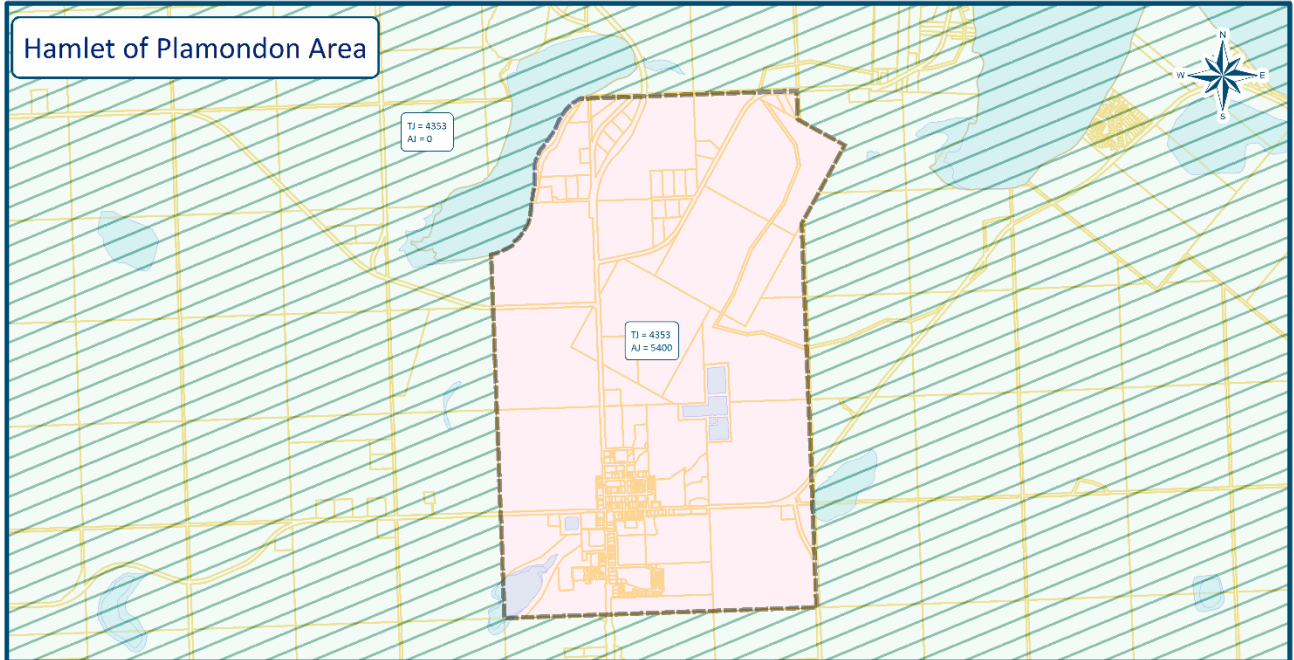 Hamlet of Plamondon Area
N
W
E
S
TJ = 4353
AJ = 0
TJ = 4353
AJ = 5400